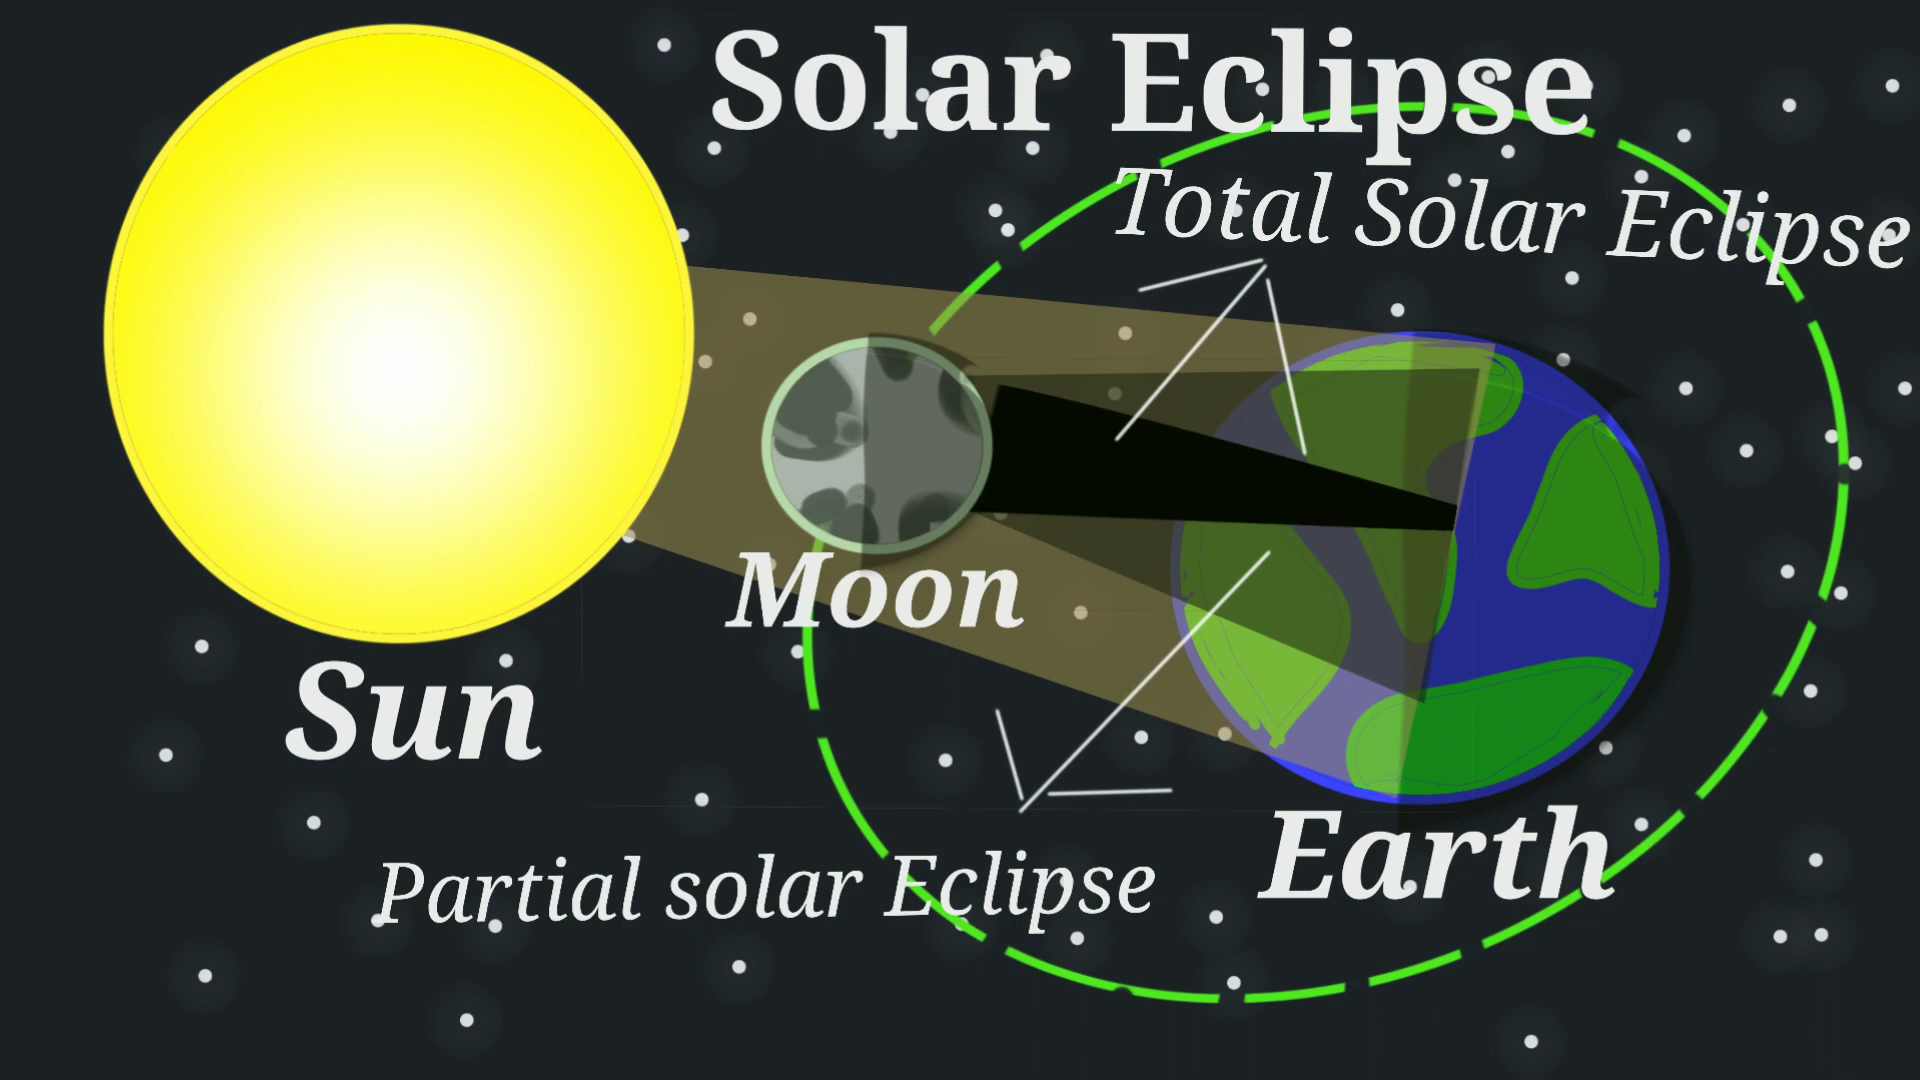 Solar Eclipse
Total Solar Eclipse
Moon
Sun
Partial solar Eclipse
Earth